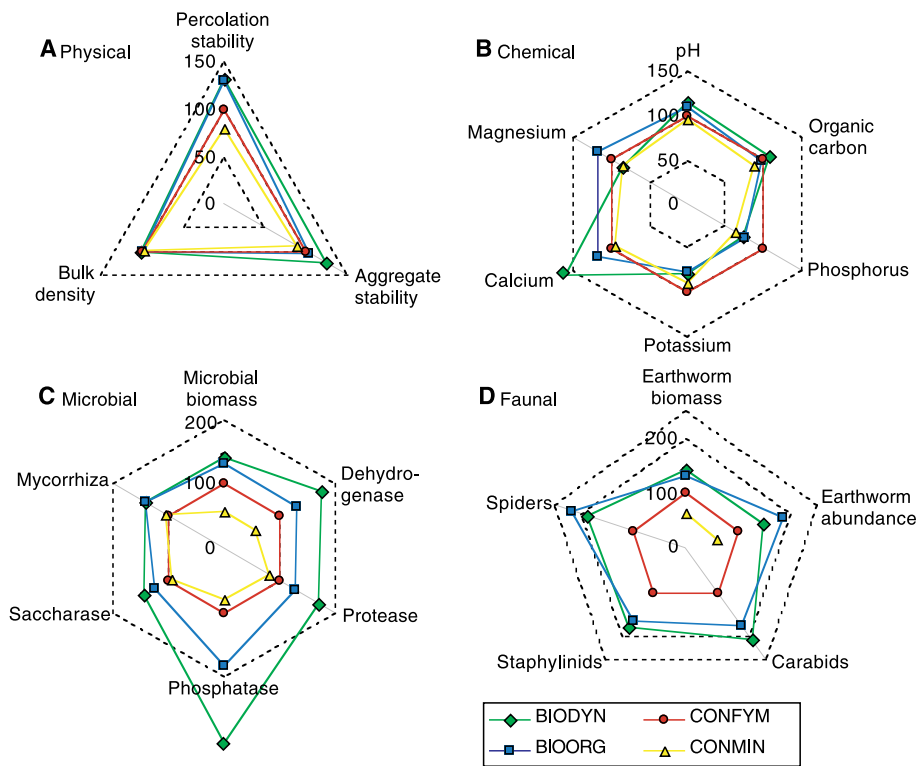 A Physical
Percolation
stability
150
100
50
0
Bulk
density
Aggregate
stability
B Chemical
pH
150
100
50
0
Magnesium
Organic
carbon
Calcium
Phosphorus
Potassium
C Microbial
Microbial
biomass
200
100
0
Mycorrhiza
Dehydro-
genase
Saccharase
Protease
Phosphatase
D Faunal
Earthworm
biomass
200
100
0
Spiders
Earthworm
abundance
Staphylinids
Carabids
BIODYN
CONFYM
BIOORG
CONMIN